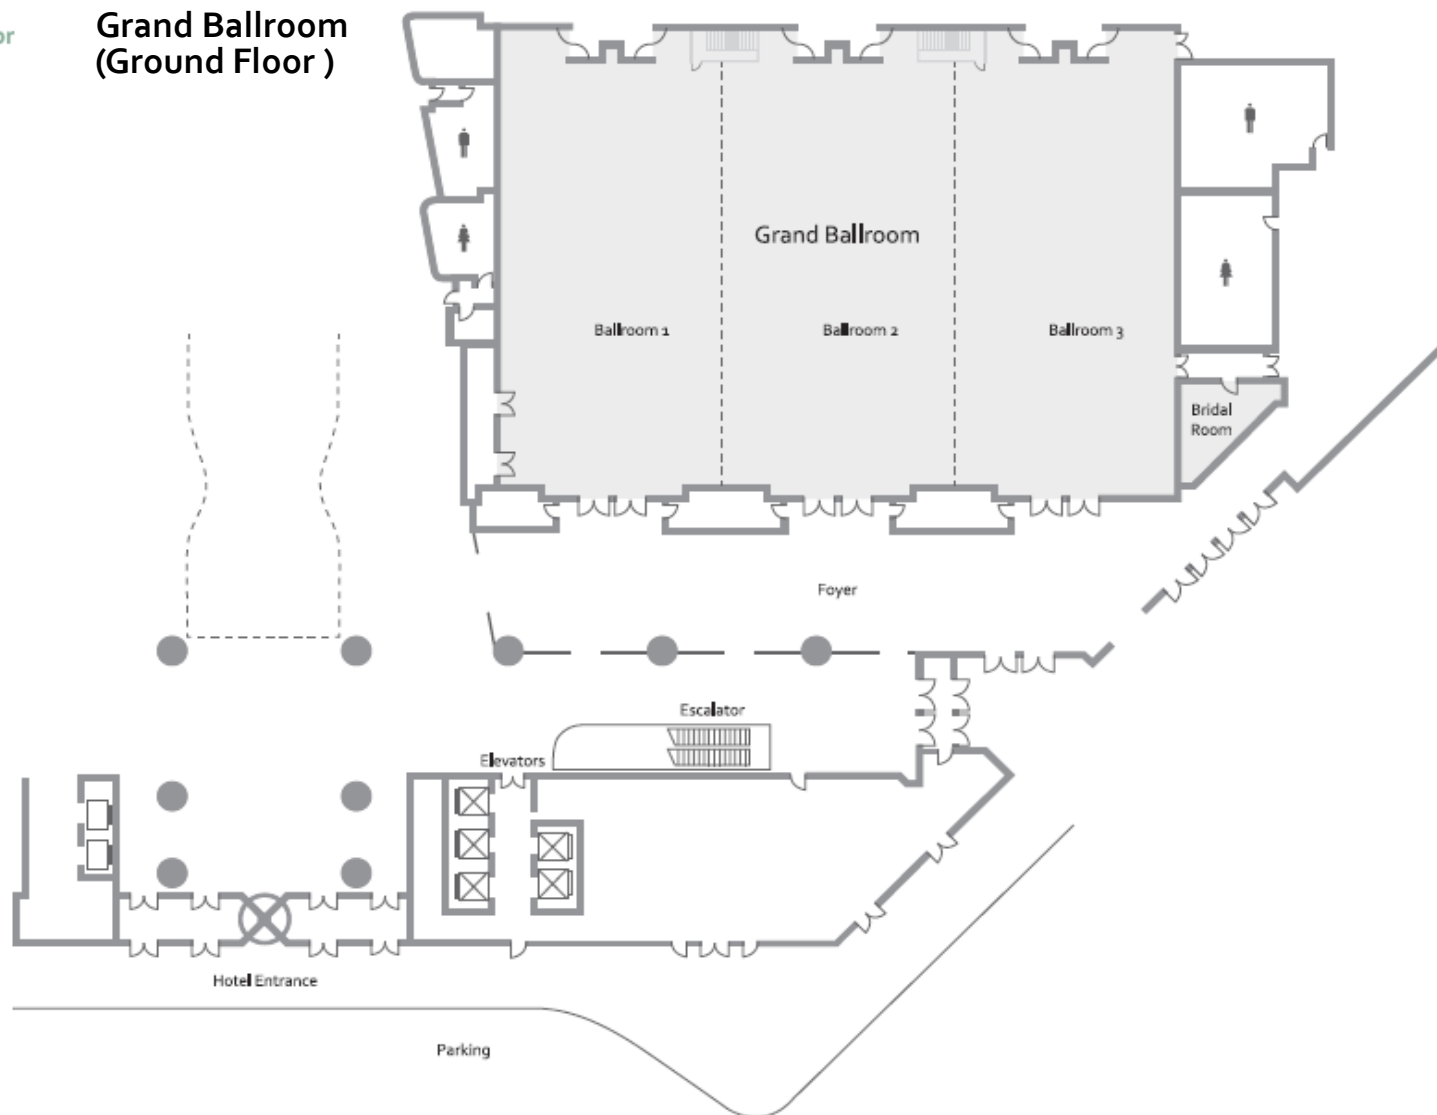 or
Grand Ballroom
(Ground Floor )
Grand Ballroom
Ballroom 1
Ballroom 2
Ballroom 3
Bridal
Room
Foyer
Escalator
Elevators
Hotel Entrance
Parking